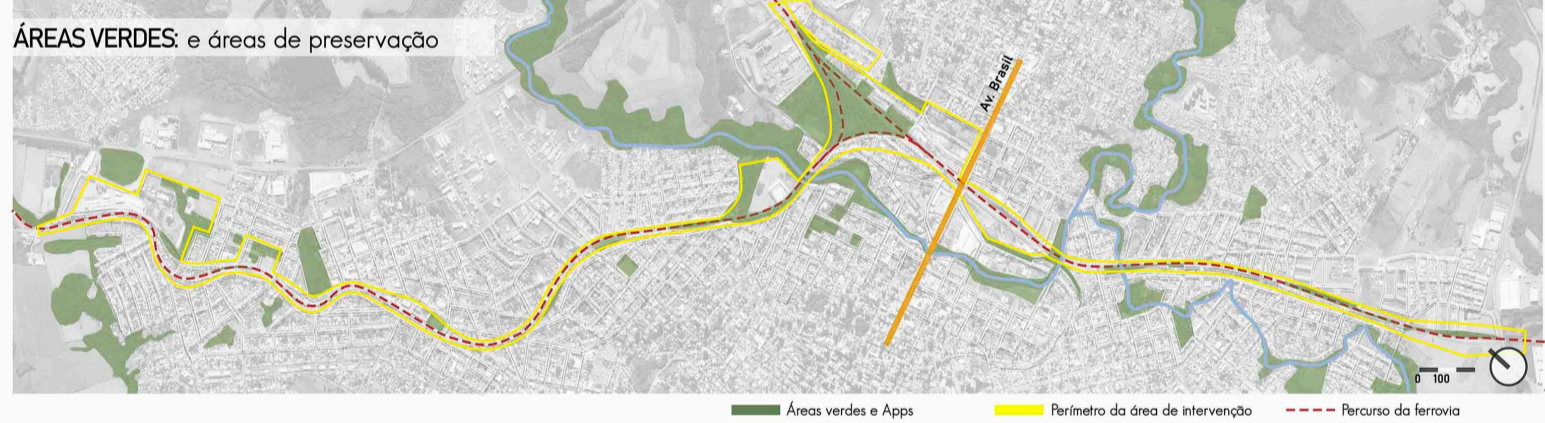 ÁREAS VERDES: e áreas de preservação
Av. Brasil
0 100
Áreas verdes e Apps
Perímetro da área de intervenção
Percurso da ferrovia